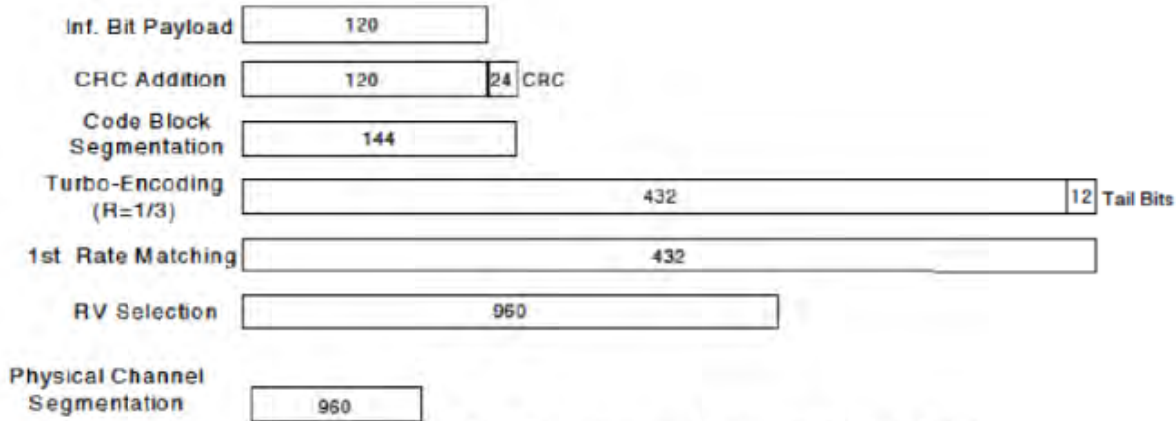 Inf. Bit Payload 120
CRC Addition 120 24 CRC
Code Block
Segmentation 144
Turbo-Encoding
(R=1/3) 432 12 Tail Bits
1st Rate Matching 432
RV Selection 960
Physical Channel
Segmentation 960